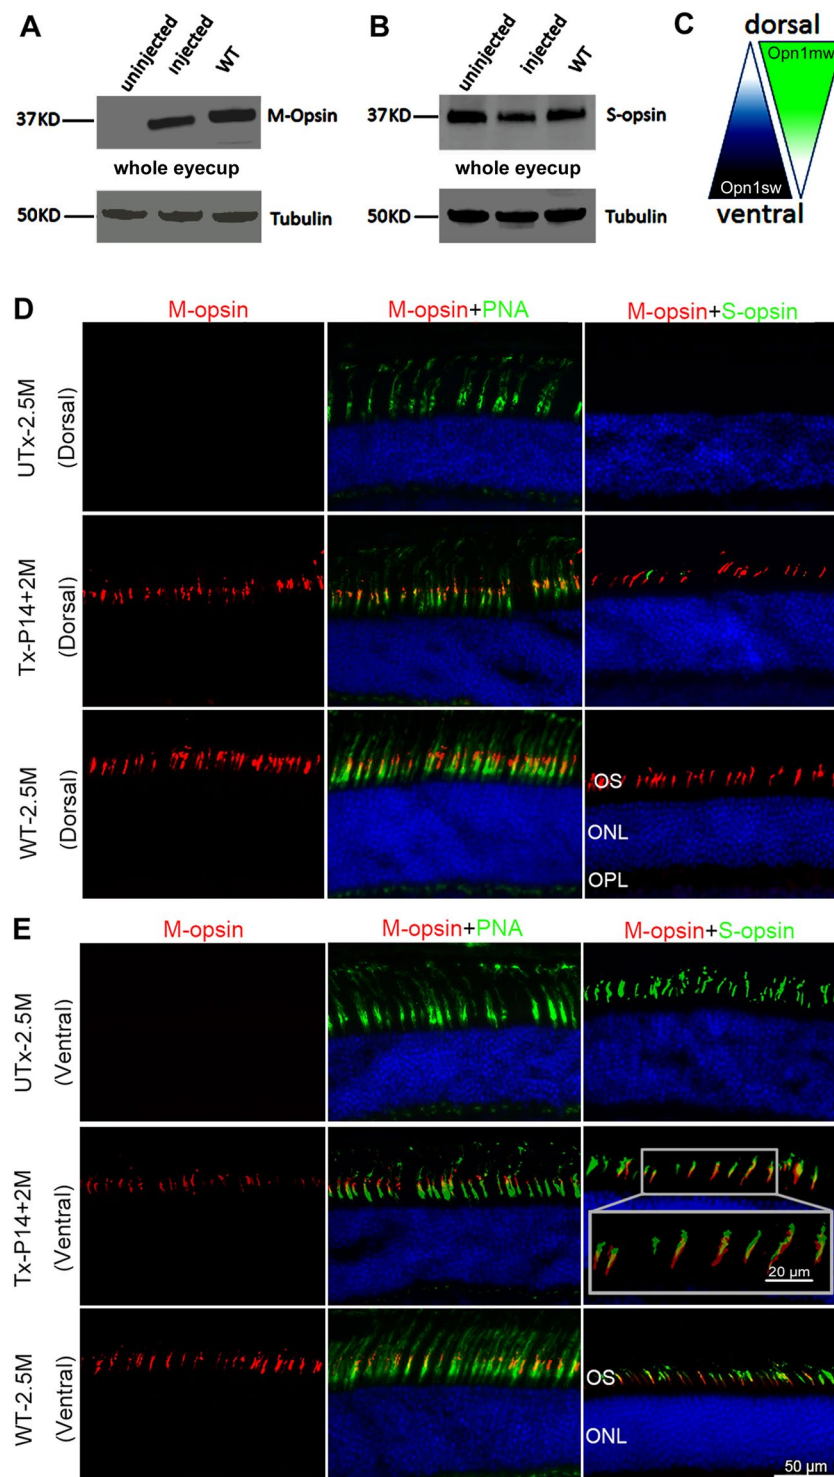 A
uninjected
injected
WT
37KD
M-Opsin
whole eyecup
50KD
Tubulin
B
uninjected
injected
WT
37KD
S-opsin
whole eyecup
50KD
Tubulin
C
dorsal
Opn1mw
Opn1sw
ventral
D
M-opsin
M-opsin+PNA
M-opsin+S-opsin
UTx-2.5M
(Dorsal)
Tx-P14+2M
(Dorsal)
WT-2.5M
(Dorsal)
OS
ONL
OPL
E
M-opsin
M-opsin+PNA
M-opsin+S-opsin
UTx-2.5M
(Ventral)
Tx-P14+2M
(Ventral)
20 µm
WT-2.5M
(Ventral)
OS
ONL
50 µm